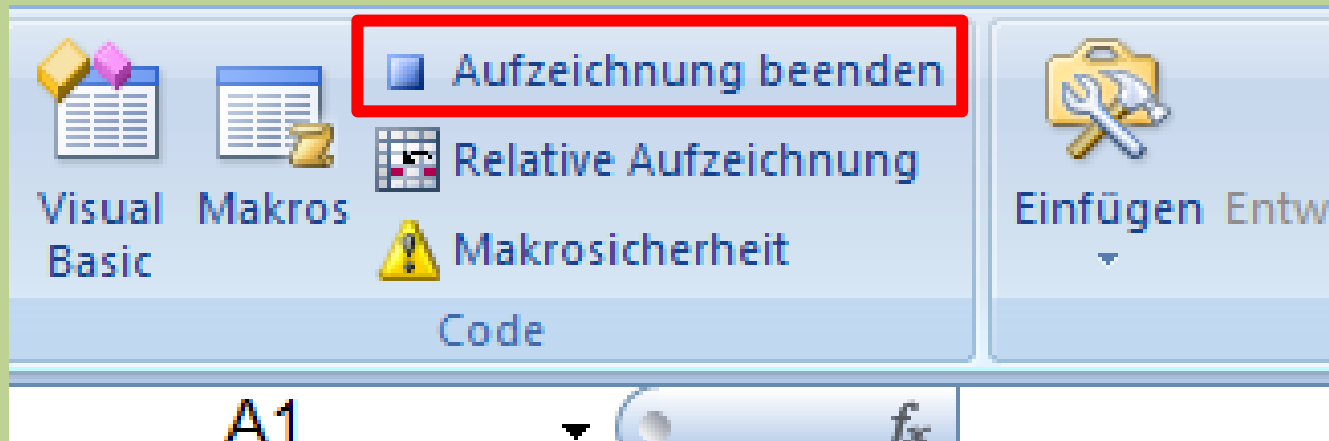 Visual Basic
Makros
Aufzeichnung beenden
Relative Aufzeichnung
Makrosicherheit
Code
Einfügen
A1
fx